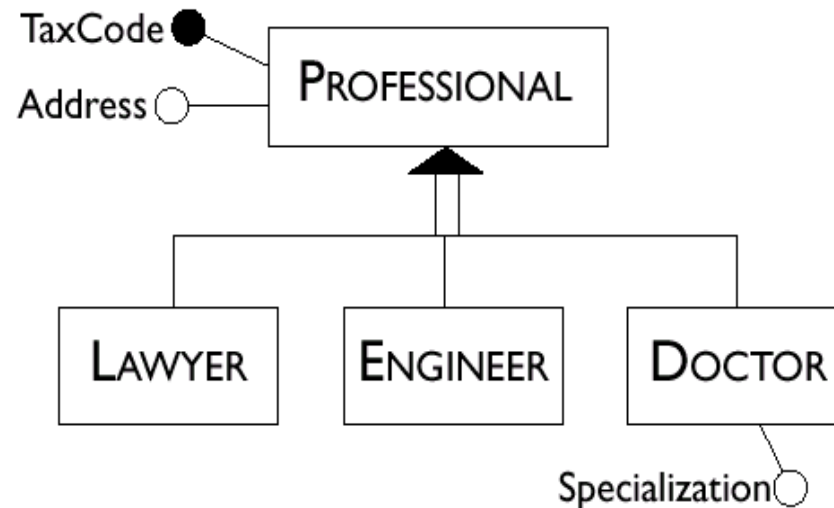 TaxCode
PROFESSIONAL
Address
LAWYER
ENGINEER
DOCTOR
Specialization